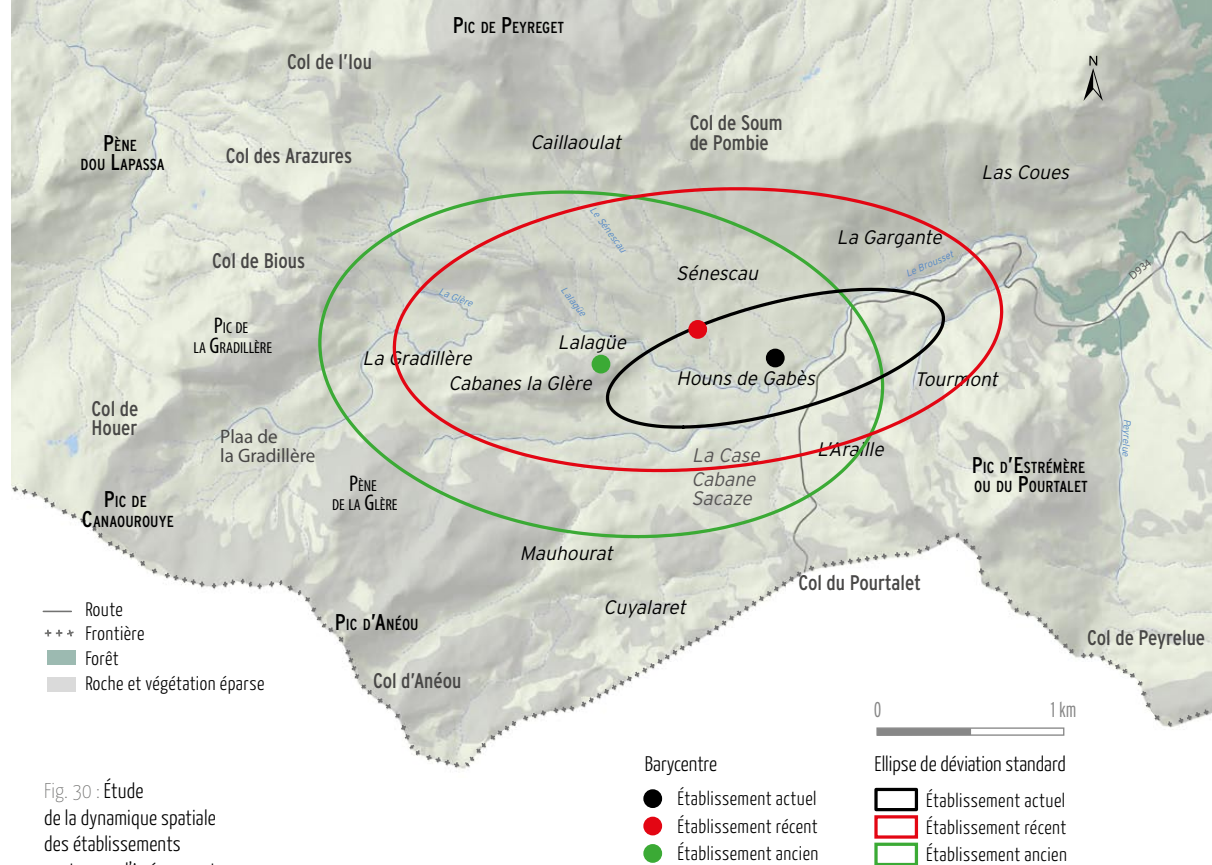 PIC DE PEYREGET
Col de l'Iou
N
Col de Soum
de Pombie
Caillaoulat
PÈNE
DOU LAPASSA
Col des Arazures
Las Coues
Le Sénescau
La Gargante
Le Brousset
D934
Col de Bious
Sénescau
La Glère
Lalagüe
PIC DE
LA GRADILLÈRE
La Gradillère
Lalagüe
Cabanes la Glère
Houns de Gabès
Tourmont
Col de
Houer
Plaa de
la Gradillère
Peyrelue
La Case
Cabane
Sacaze
L'Araille
PIC D'ESTRÉMÈRE
OU DU POURTALET
PIC DE
CANAOUROUYE
PÈNE
DE LA GLÈRE
Mauhourat
Col du Pourtalet
Cuyalaret
PIC D'ANÉOU
Col de Peyrelue
Col d'Anéou
Route
Frontière
Forêt
Roche et végétation éparse
0 1 km
Fig. 30 : Étude
de la dynamique spatiale
des établissements
Barycentre
Établissement actuel
Établissement récent
Établissement ancien
Ellipse de déviation standard
Établissement actuel
Établissement récent
Établissement ancien